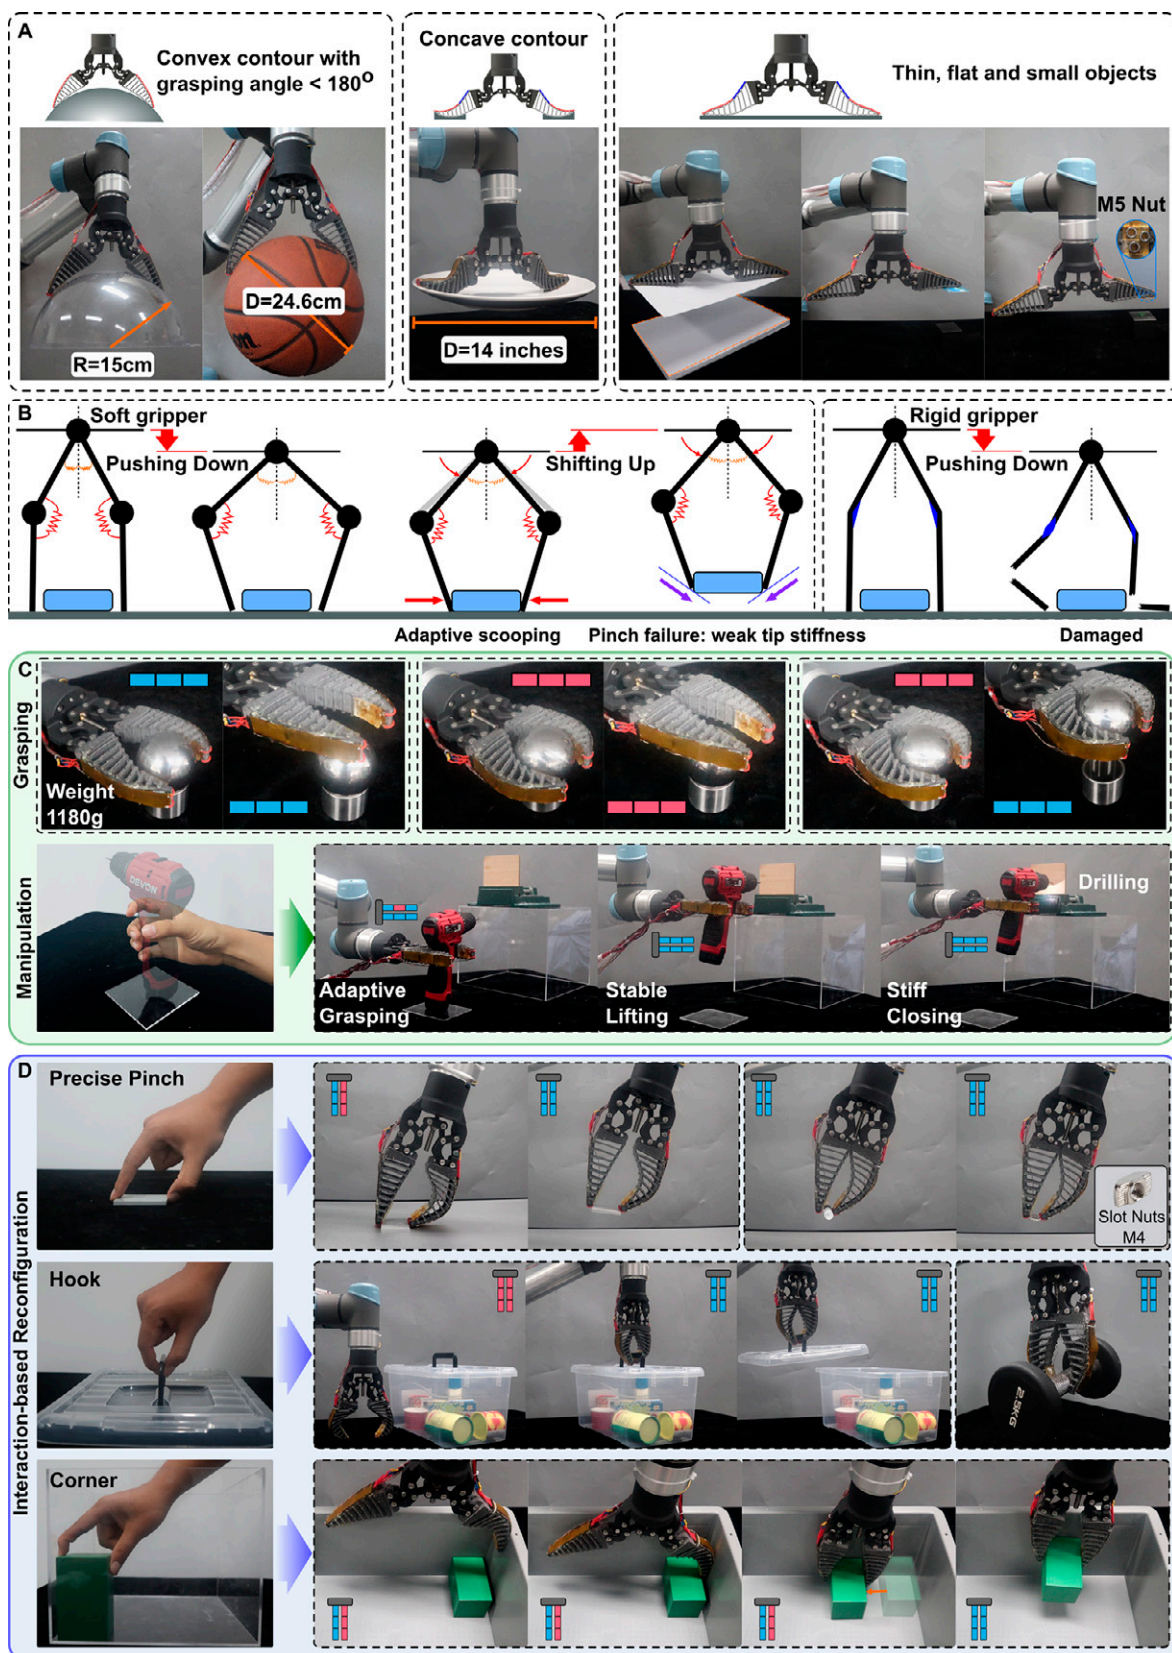 A
Convex contour with
grasping angle < 180°
R=15cm
D=24.6cm
Concave contour
D=14 inches
Thin, flat and small objects
M5 Nut
B
Soft gripper
Pushing Down
Shifting Up
Rigid gripper
Pushing Down
Adaptive scooping
Pinch failure: weak tip stiffness
Damaged
C
Grasping
Weight
1180g
Manipulation
DEVON
Adaptive
Grasping
Stable
Lifting
Stiff
Closing
Drilling
D
Interaction-based Reconfiguration
Precise Pinch
Slot Nuts
M4
Hook
2.5KG
Corner